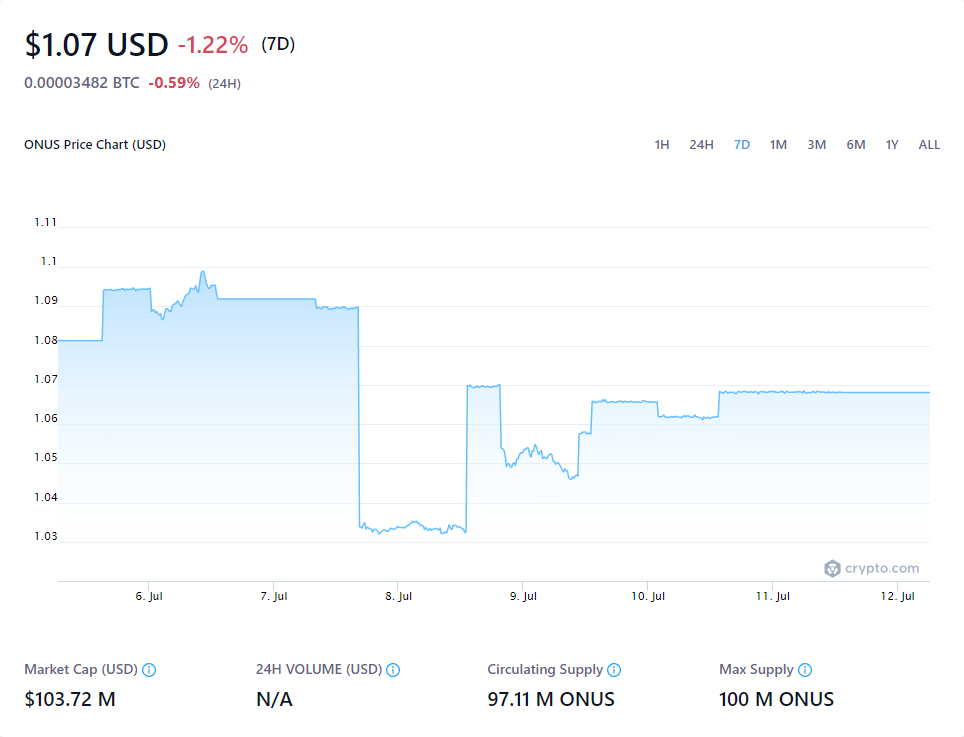 $1.07 USD -1.22% (7D)
0.00003482 BTC -0.59% (24H)
ONUS Price Chart (USD) 1H 24H 7D 1M 3M 6M 1Y ALL
1.11
1.1
1.09
1.08
1.07
1.06
1.05
1.04
1.03
crypto.com
6. Jul 7. Jul 8. Jul 9. Jul 10. Jul 11. Jul 12. Jul
Market Cap (USD) 24H VOLUME (USD) Circulating Supply Max Supply
$103.72 M N/A 97.11 M ONUS 100 M ONUS